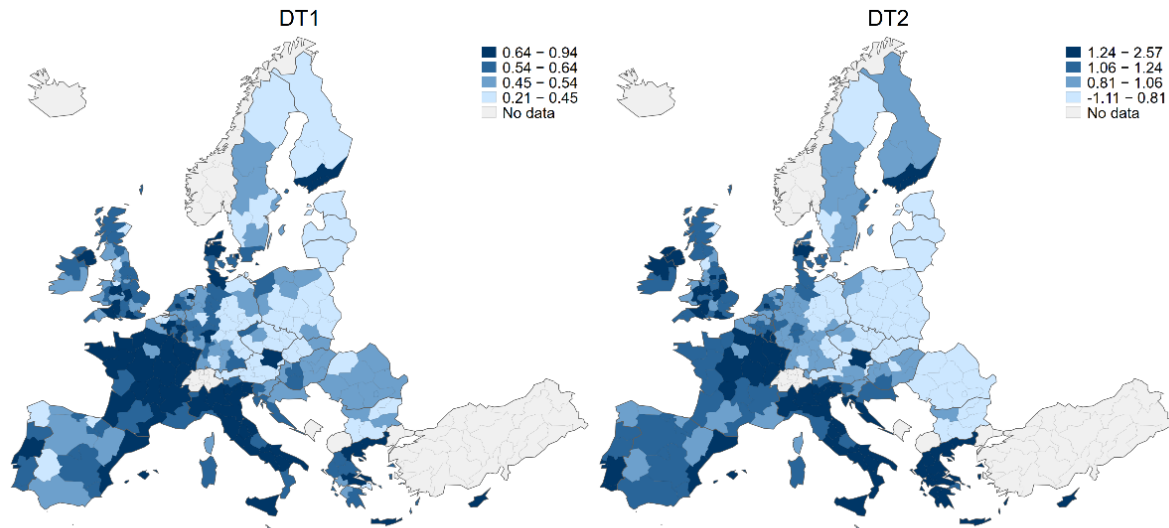 DT1
0.64 – 0.94
0.54 – 0.64
0.45 – 0.54
0.21 – 0.45
No data
DT2
1.24 – 2.57
1.06 – 1.24
0.81 – 1.06
-1.11 – 0.81
No data